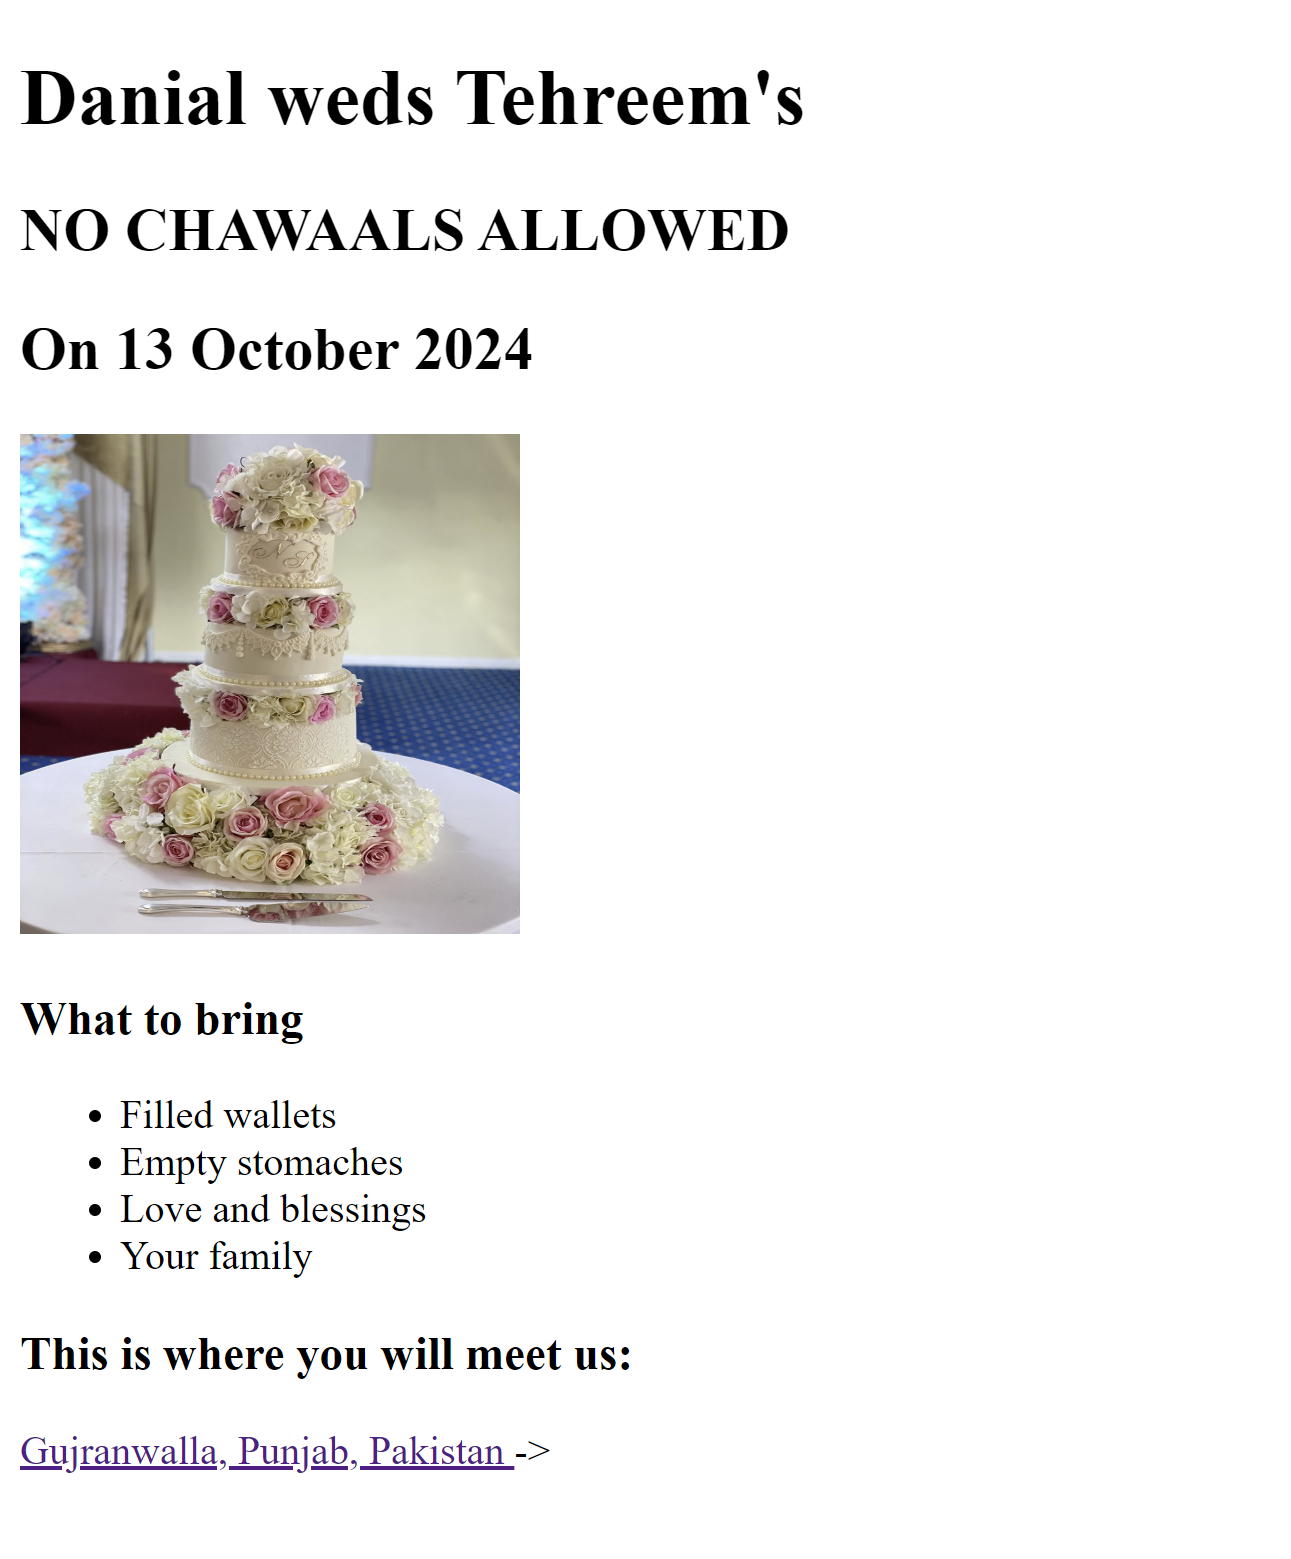 Danial weds Tehreem's
NO CHAWAALS ALLOWED
On 13 October 2024
What to bring
Filled wallets
Empty stomaches
Love and blessings
Your family
This is where you will meet us:
Gujranwalla, Punjab, Pakistan ->